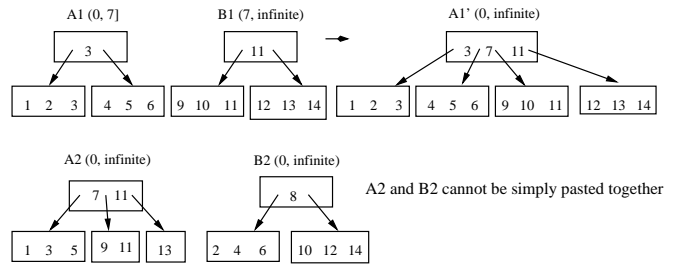 A1 (0, 7] B1 (7, infinite) A1’ (0, infinite)
3 11 3 7 11
1 2 3 4 5 6 9 10 11 12 13 14 1 2 3 4 5 6 9 10 11 12 13 14
A2 (0, infinite) B2 (0, infinite)
7 11 8 A2 and B2 cannot be simply pasted together
1 3 5 9 11 13 2 4 6 10 12 14